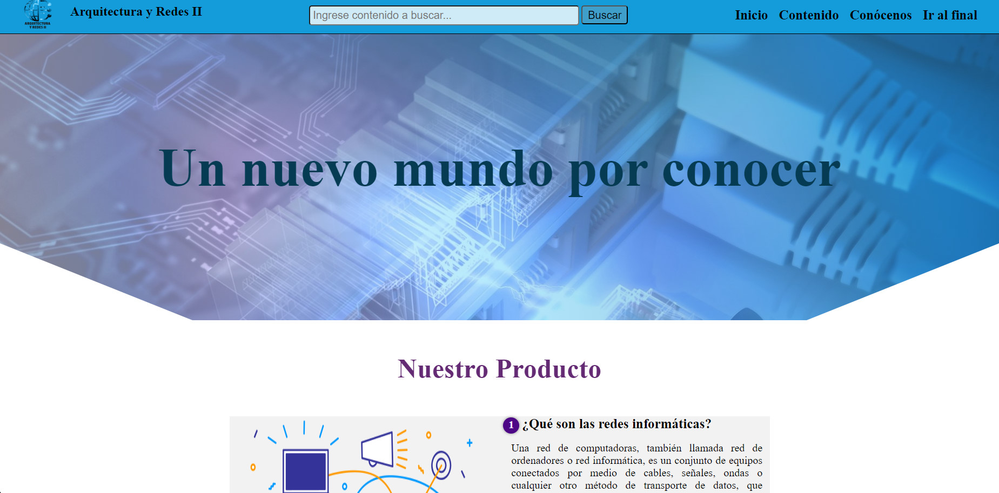 ARQUITECTURA
Y REDES II
Arquitectura y Redes II
Ingrese contenido a buscar...
Buscar
Inicio Contenido Conócenos Ir al final
Un nuevo mundo por conocer
Nuestro Producto
1 ¿Qué son las redes informáticas?
Una red de computadoras, también llamada red de
ordenadores o red informática, es un conjunto de equipos
conectados por medio de cables, señales, ondas o
cualquier otro método de transporte de datos, que